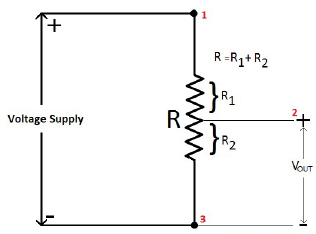 1
+
R =R1+ R2
R1
R
2
+
Voltage Supply
R2
VOUT
-
3
-